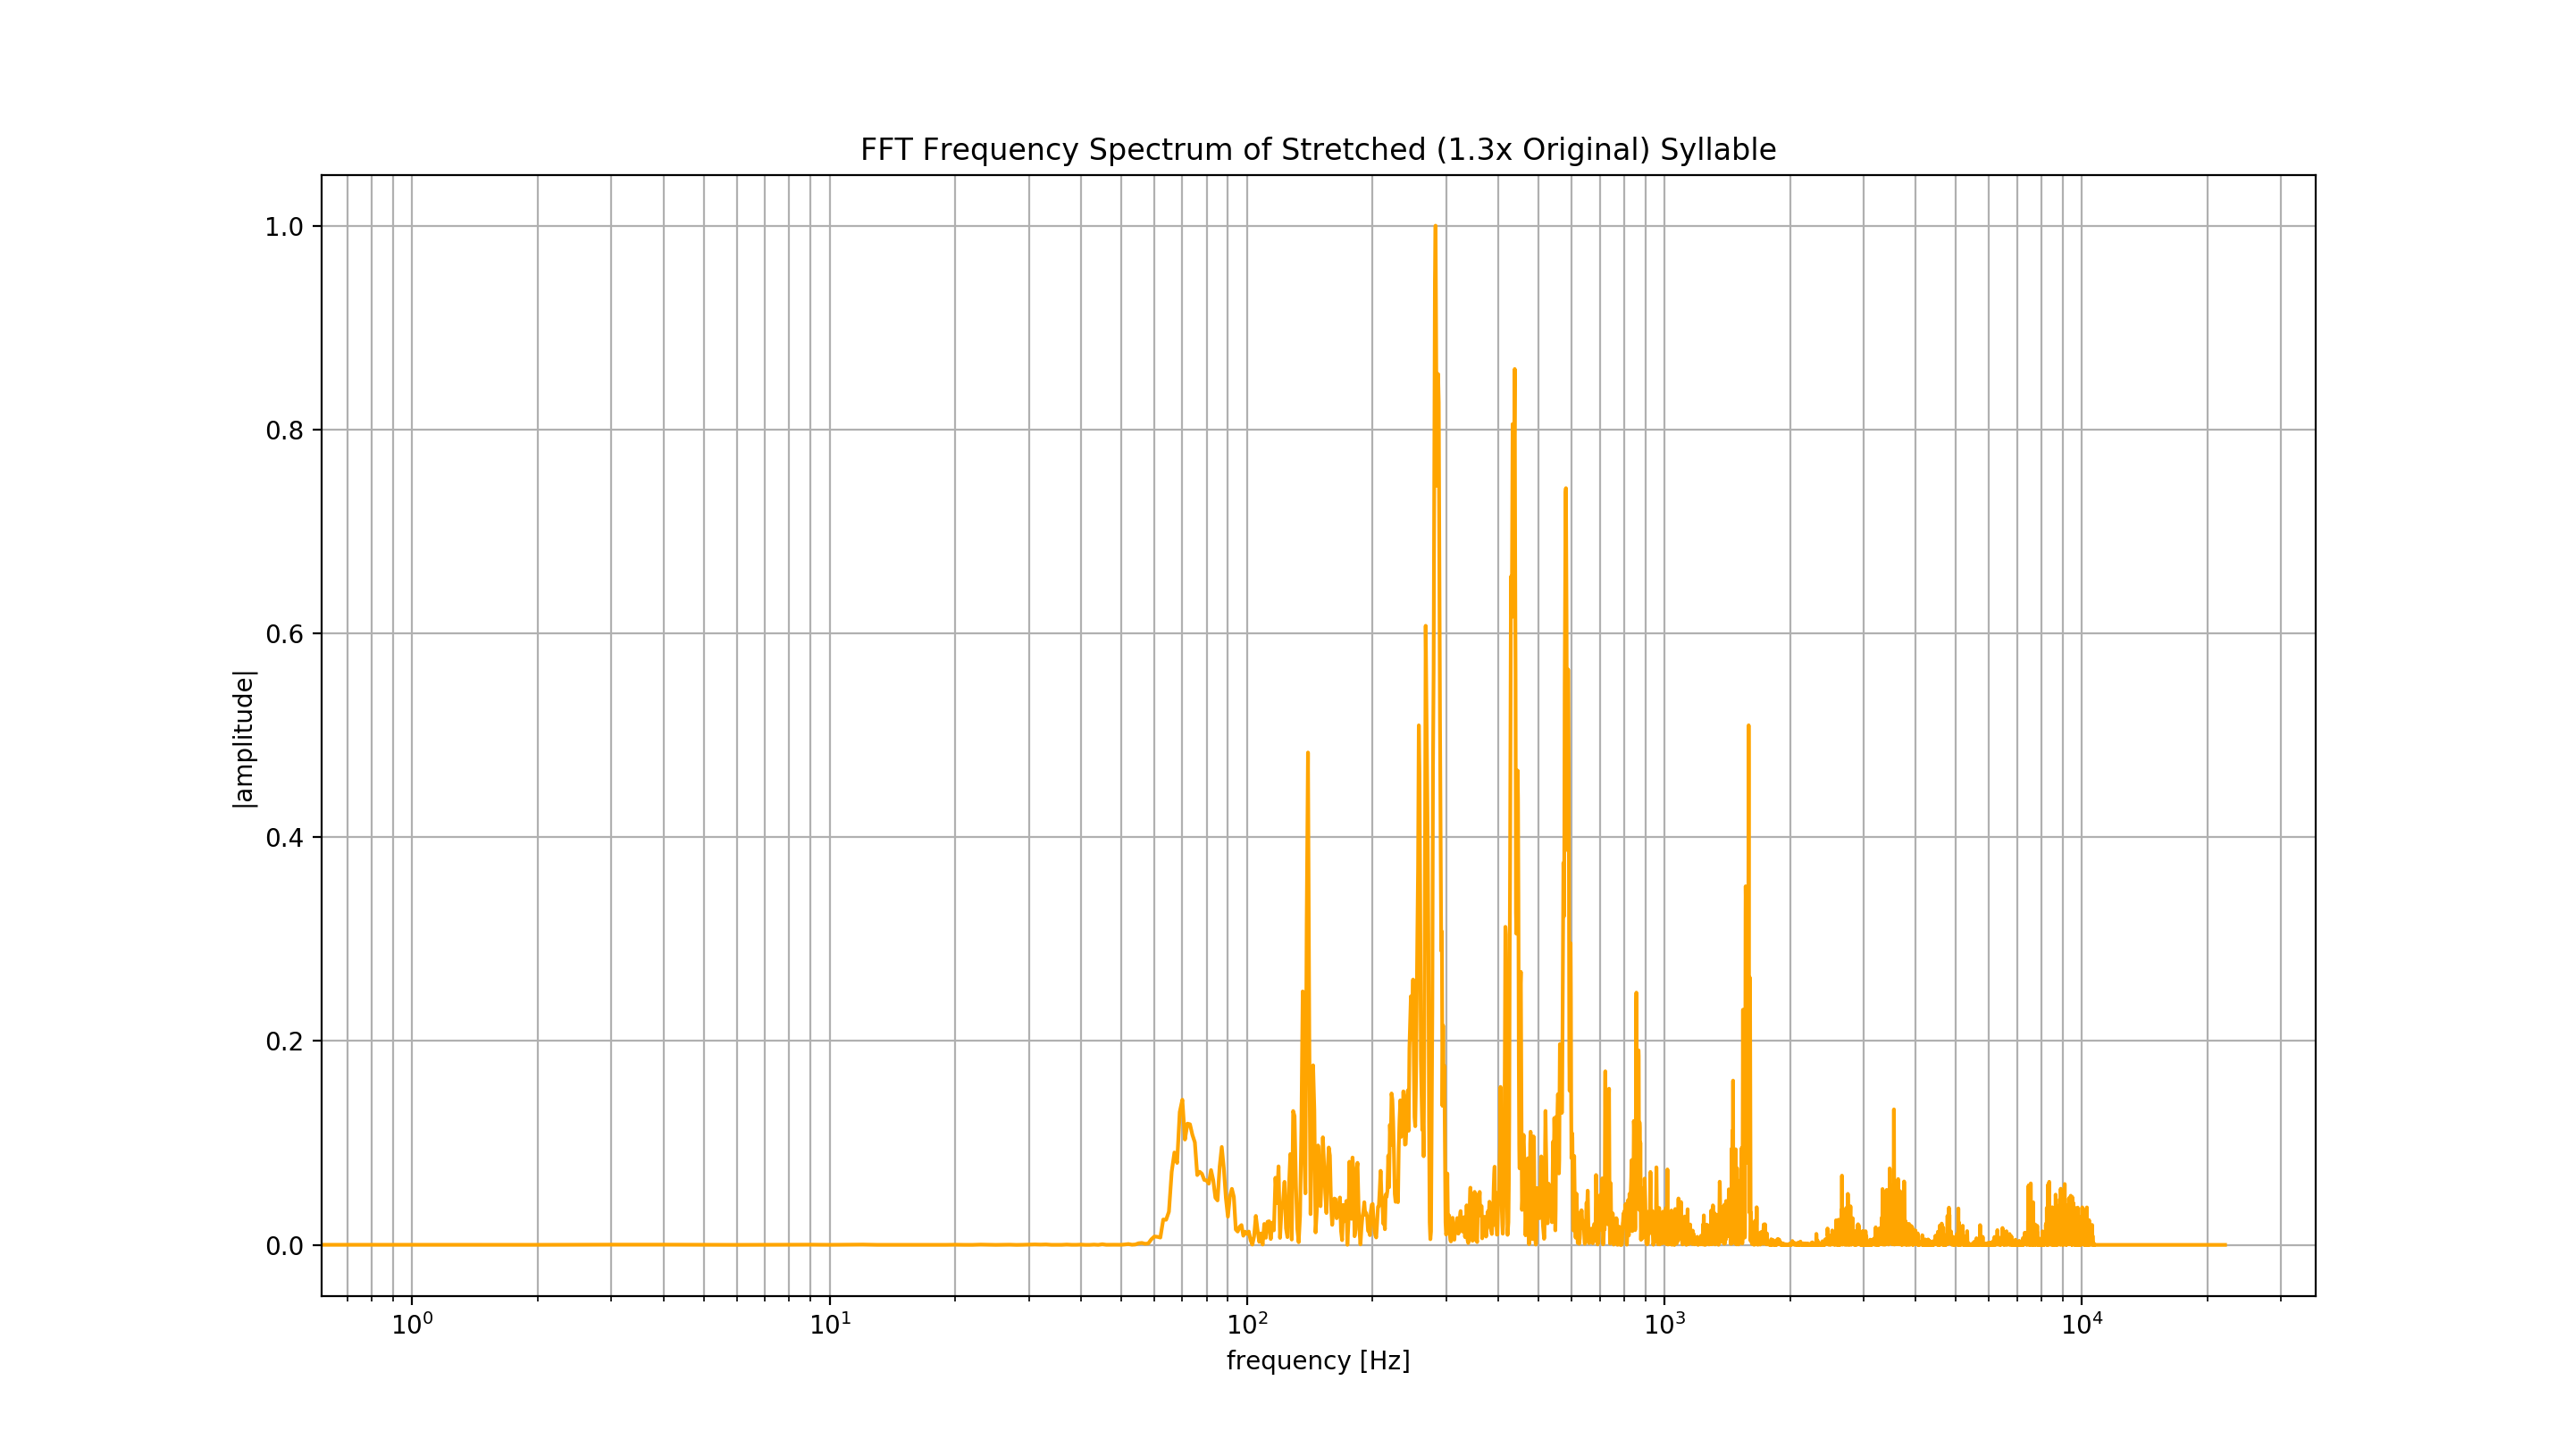 FFT Frequency Spectrum of Stretched (1.3x Original) Syllable
1.0
0.8
0.6
0.4
0.2
0.0
|amplitude|
10⁰ 10¹ 10² 10³ 10⁴
frequency [Hz]